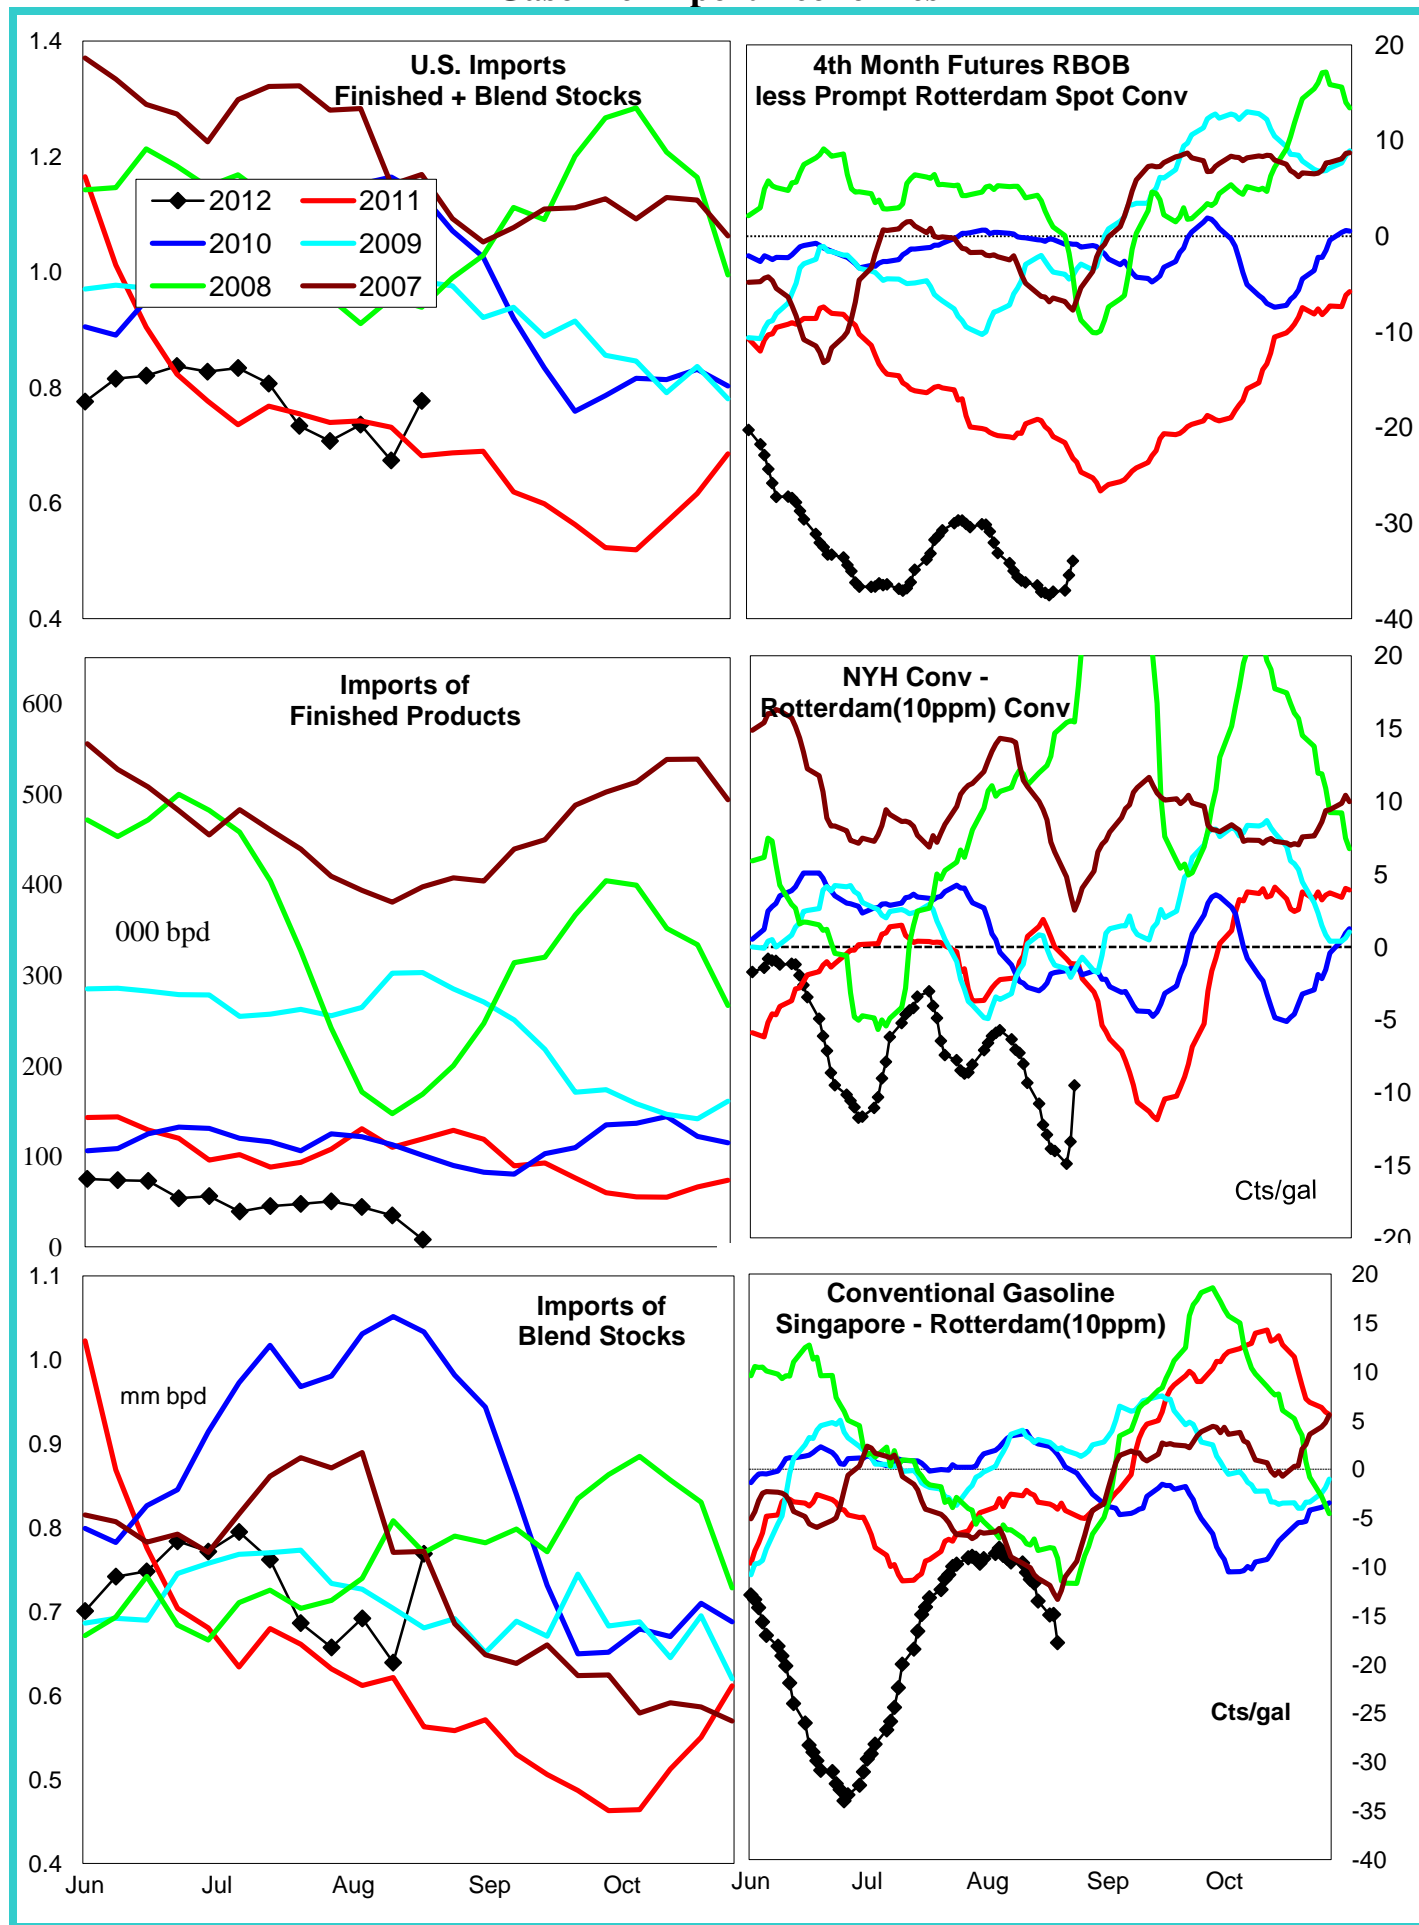 1.4
1.2
1.0
0.8
0.6
0.4
U.S. Imports
Finished + Blend Stocks
2012
2011
2010
2009
2008
2007
4th Month Futures RBOB
less Prompt Rotterdam Spot Conv
20
10
0
-10
-20
-30
-40
600
500
400
300
200
100
0
Imports of
Finished Products
000 bpd
NYH Conv -
Rotterdam(10ppm) Conv
20
15
10
5
0
-5
-10
-15
-20
Cts/gal
1.1
1.0
0.9
0.8
0.7
0.6
0.5
0.4
Imports of
Blend Stocks
mm bpd
Jun
Jul
Aug
Sep
Oct
Conventional Gasoline
Singapore - Rotterdam(10ppm)
20
15
10
5
0
-5
-10
-15
-20
-25
-30
-35
-40
Cts/gal
Jun
Jul
Aug
Sep
Oct